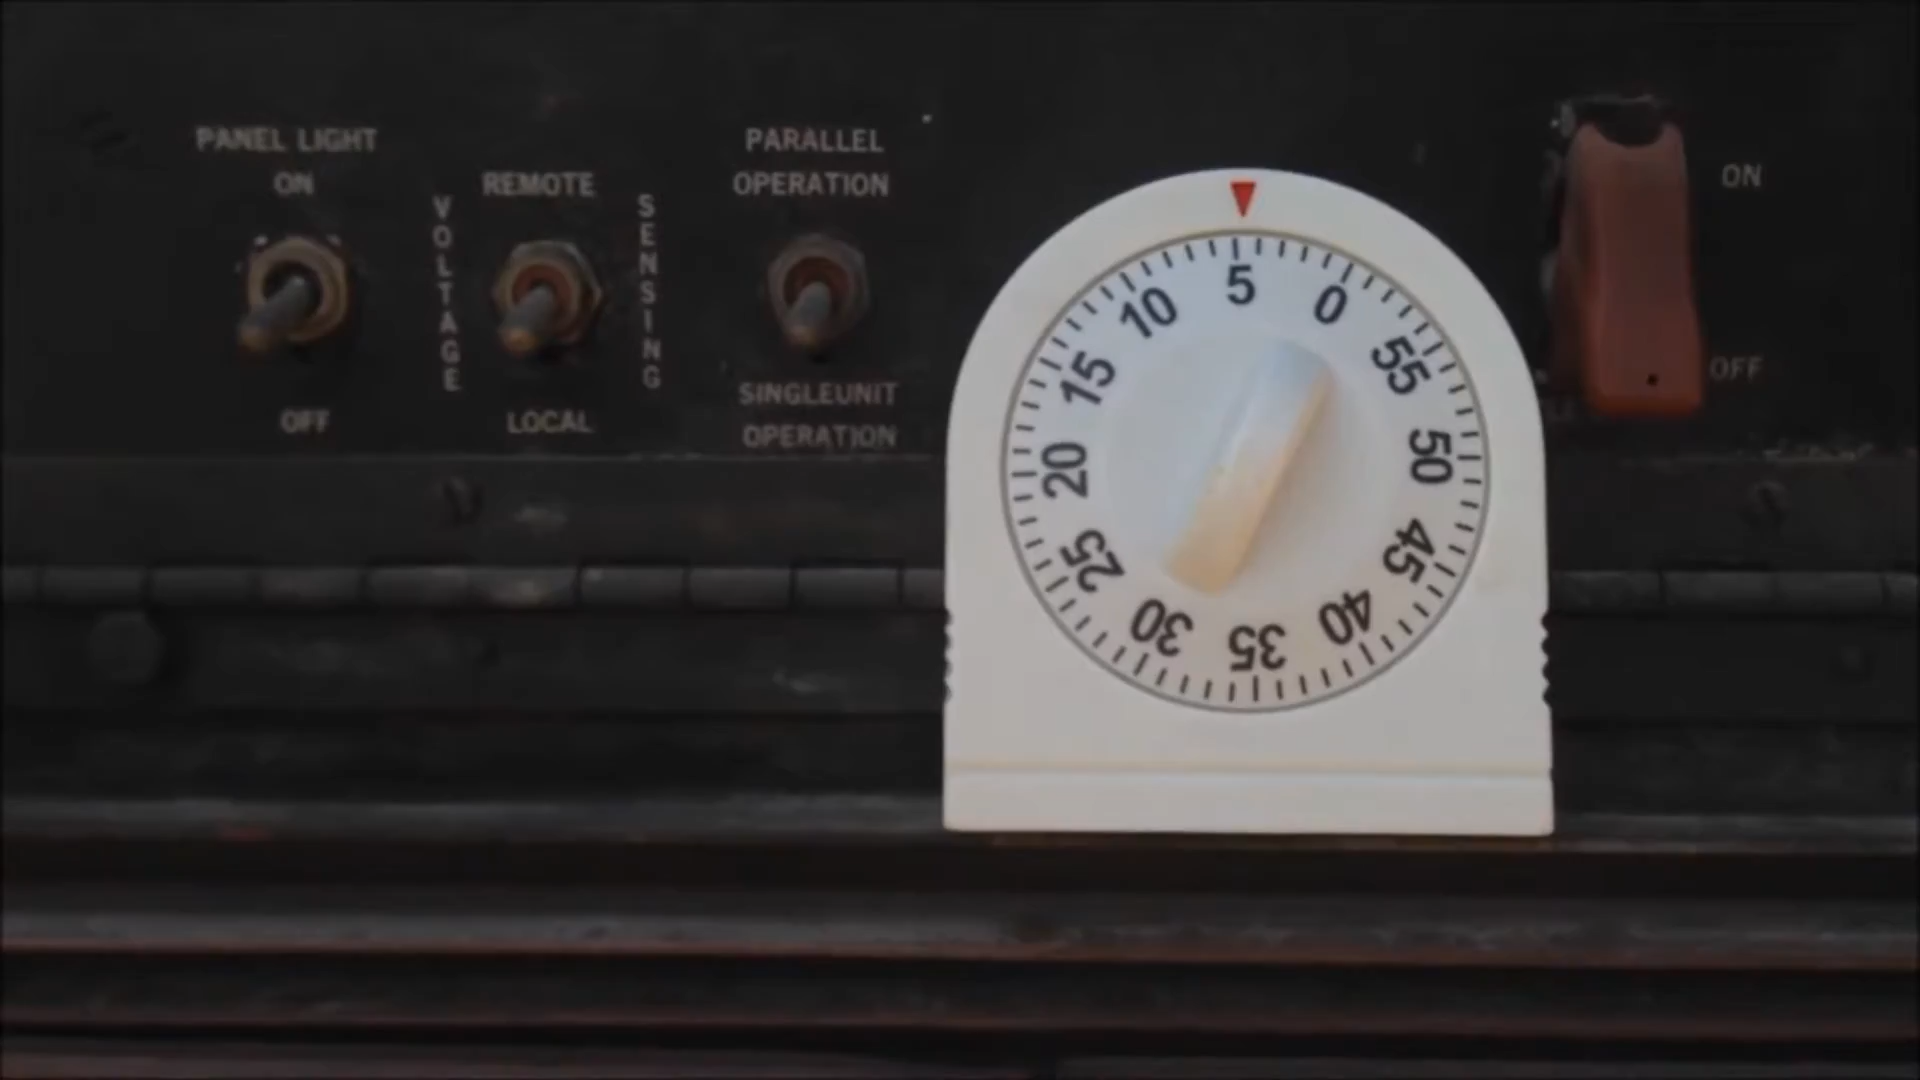 PANEL LIGHT
ON
OFF
VOLTAGE
REMOTE
LOCAL
SENSING
PARALLEL
OPERATION
SINGLEUNIT
OPERATION
5
0
55
50
45
40
35
30
25
20
15
10
ON
OFF